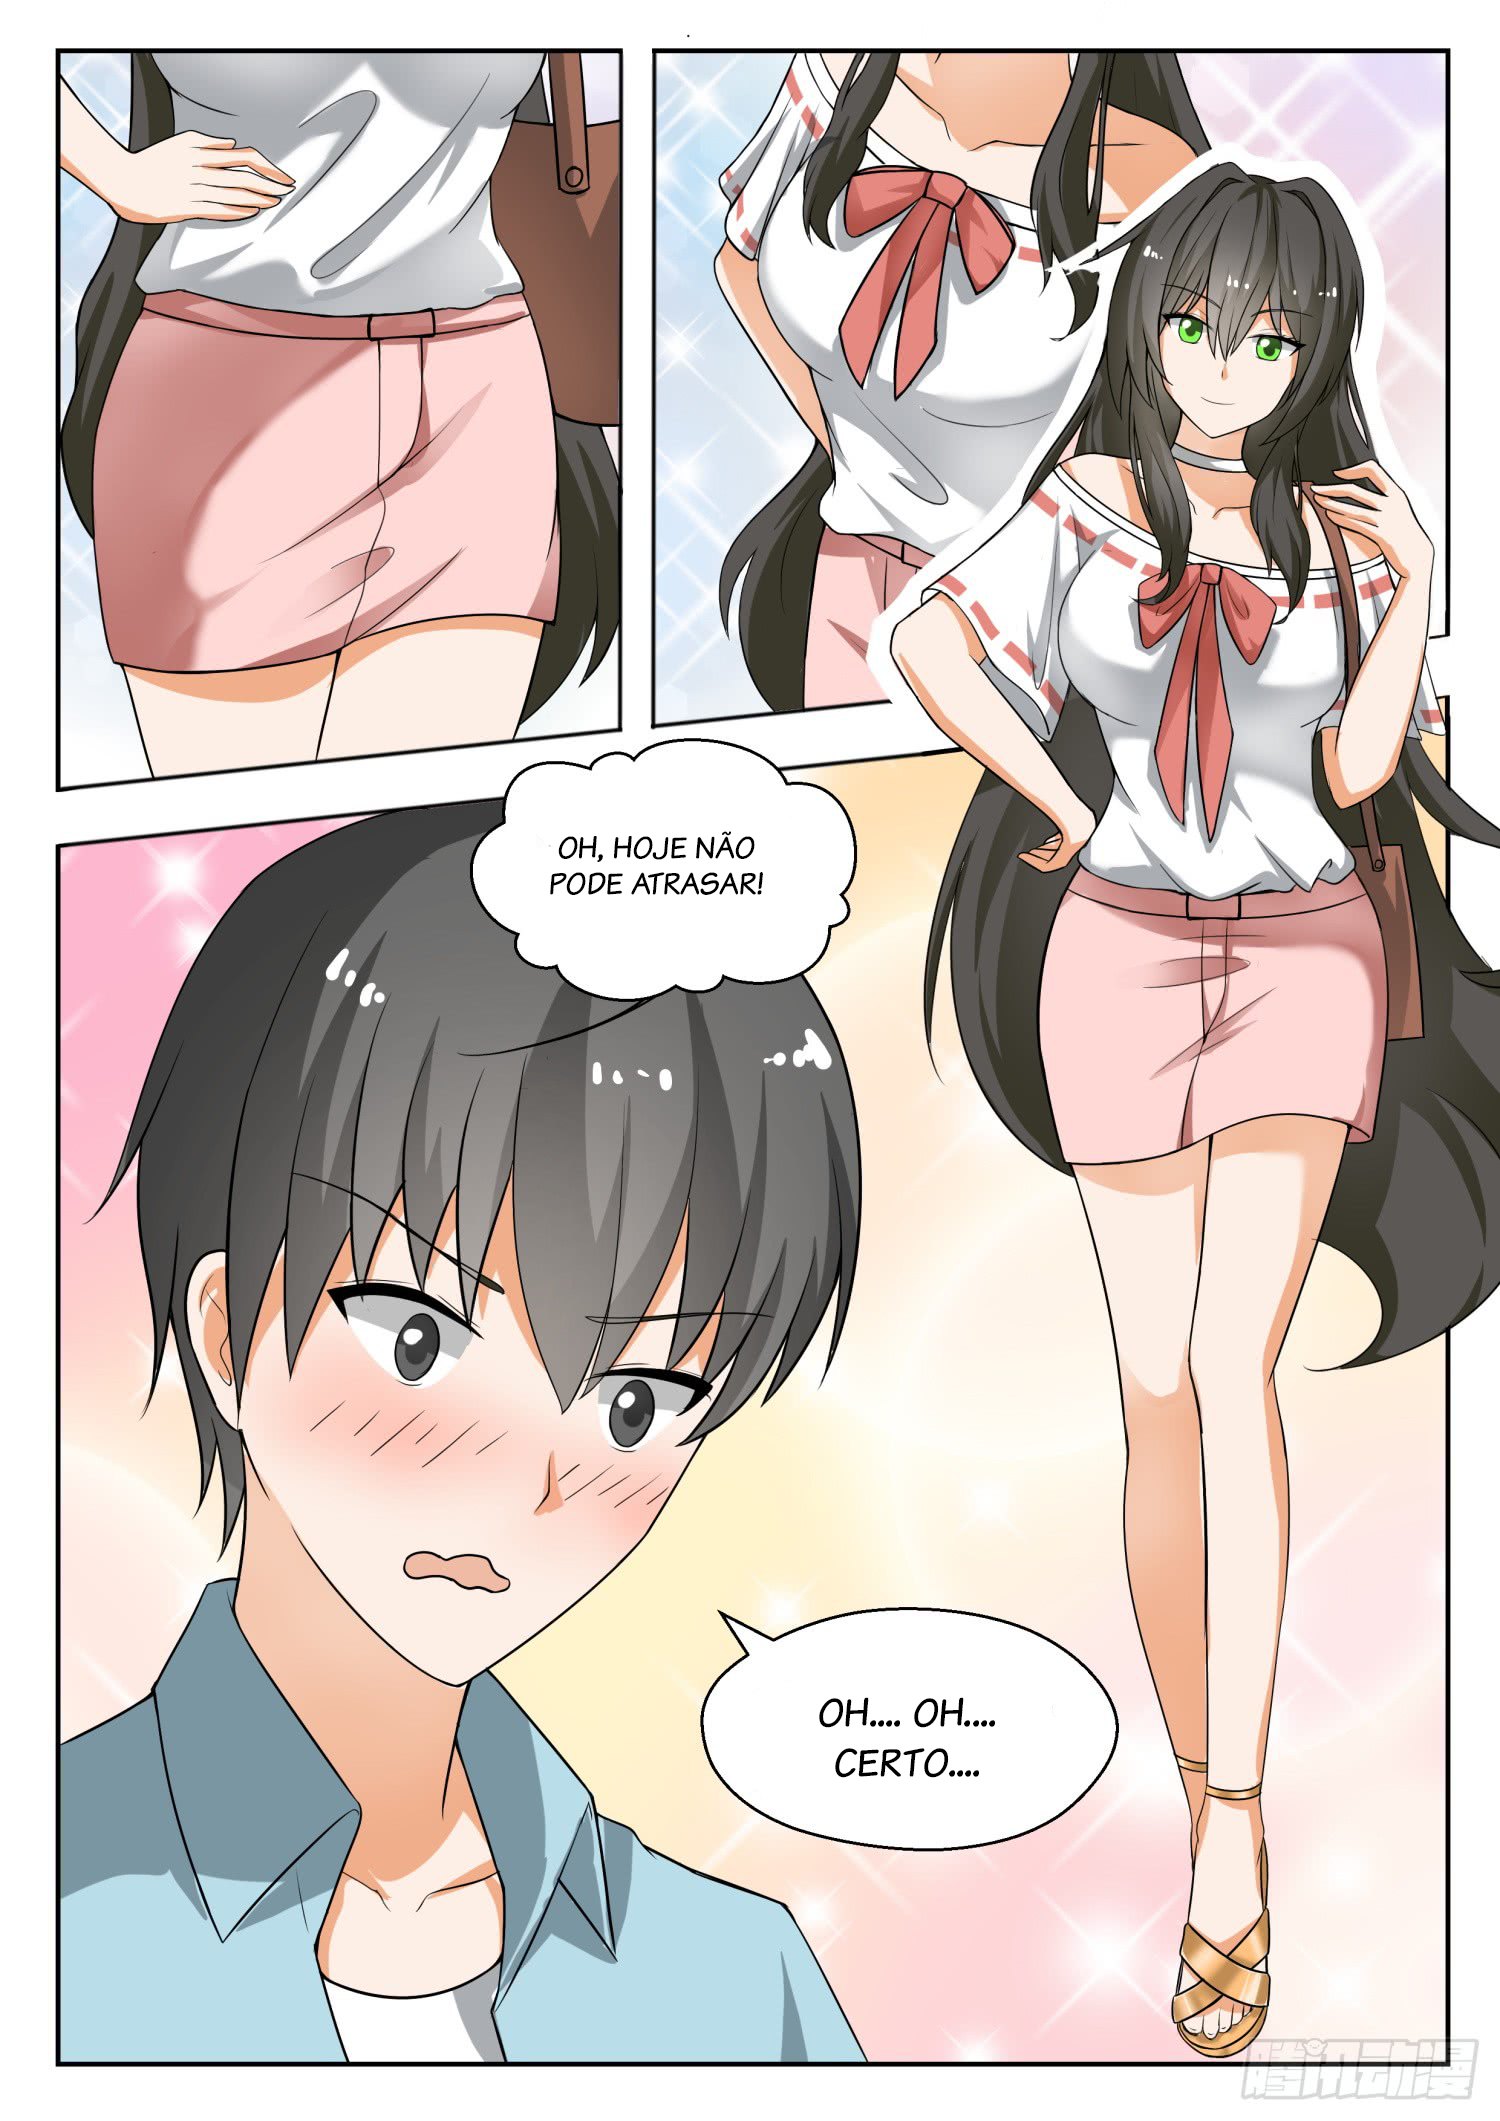 OH, HOJE NÃO
PODE ATRASAR!
OH.... OH....
CERTO....
腾讯动漫